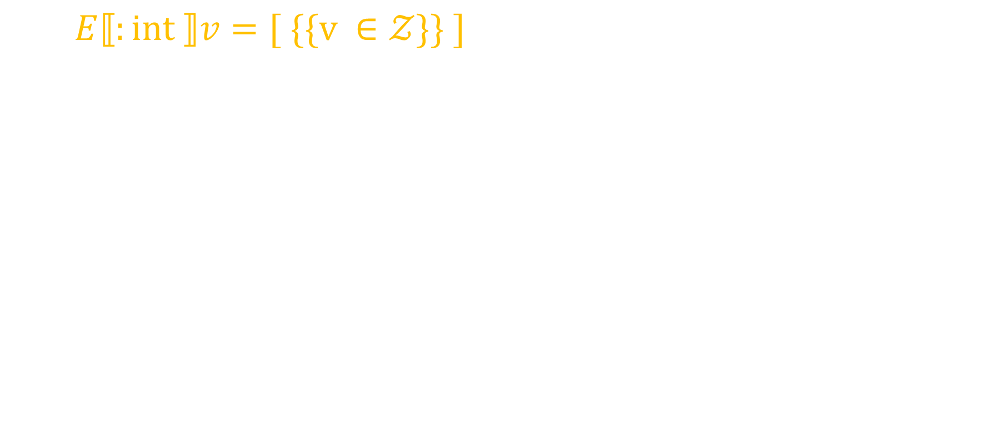 E⟦: int ⟧v = [ {{v ∈ 𝒵}} ]